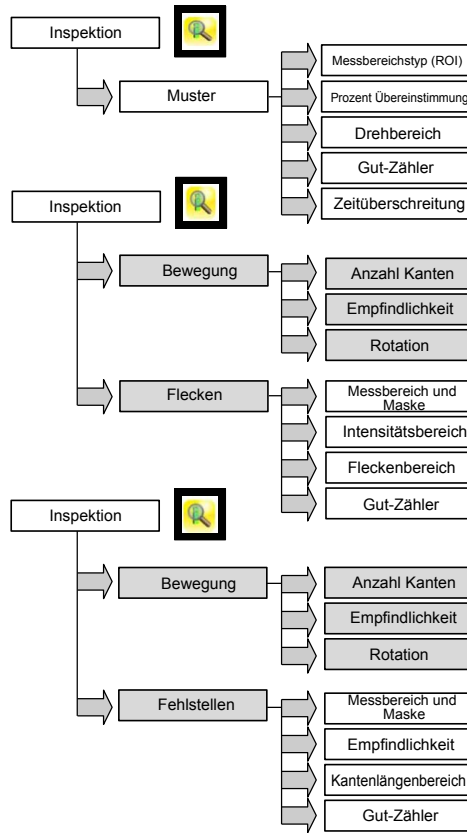 Inspektion
Messbereichstyp (ROI)
Muster
Prozent Übereinstimmung
Drehbereich
Gut-Zähler
Zeitüberschreitung
Inspektion
Bewegung
Anzahl Kanten
Empfindlichkeit
Rotation
Flecken
Messbereich und
Maske
Intensitätsbereich
Fleckenbereich
Gut-Zähler
Inspektion
Bewegung
Anzahl Kanten
Empfindlichkeit
Rotation
Fehlstellen
Messbereich und
Maske
Empfindlichkeit
Kantenlängenbereich
Gut-Zähler